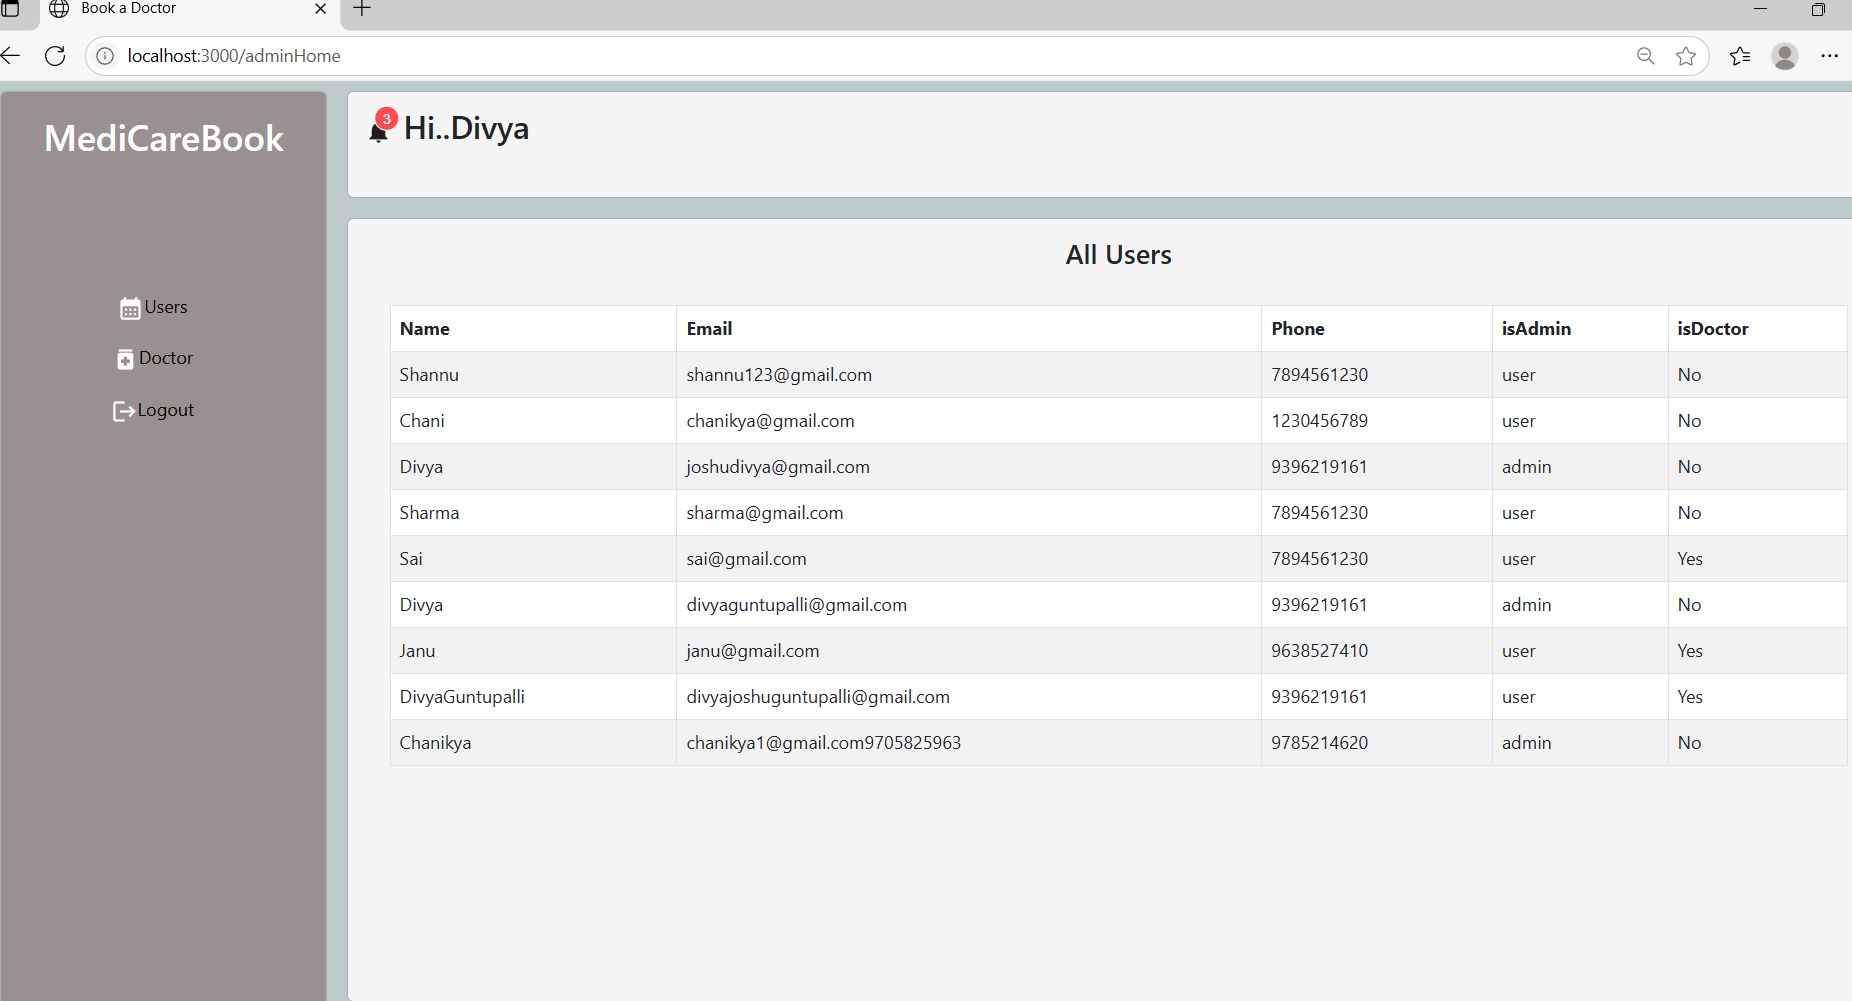 Book a Doctor
localhost:3000/adminHome
MediCareBook
Users
Doctor
Logout
3
Hi..Divya
All Users
Name Email Phone isAdmin isDoctor
Shannu shannu123@gmail.com 7894561230 user No
Chani chanikya@gmail.com 1230456789 user No
Divya joshudivya@gmail.com 9396219161 admin No
Sharma sharma@gmail.com 7894561230 user No
Sai sai@gmail.com 7894561230 user Yes
Divya divyaguntupalli@gmail.com 9396219161 admin No
Janu janu@gmail.com 9638527410 user Yes
DivyaGuntupalli divyajoshuguntupalli@gmail.com 9396219161 user Yes
Chanikya chanikya1@gmail.com9705825963 9785214620 admin No